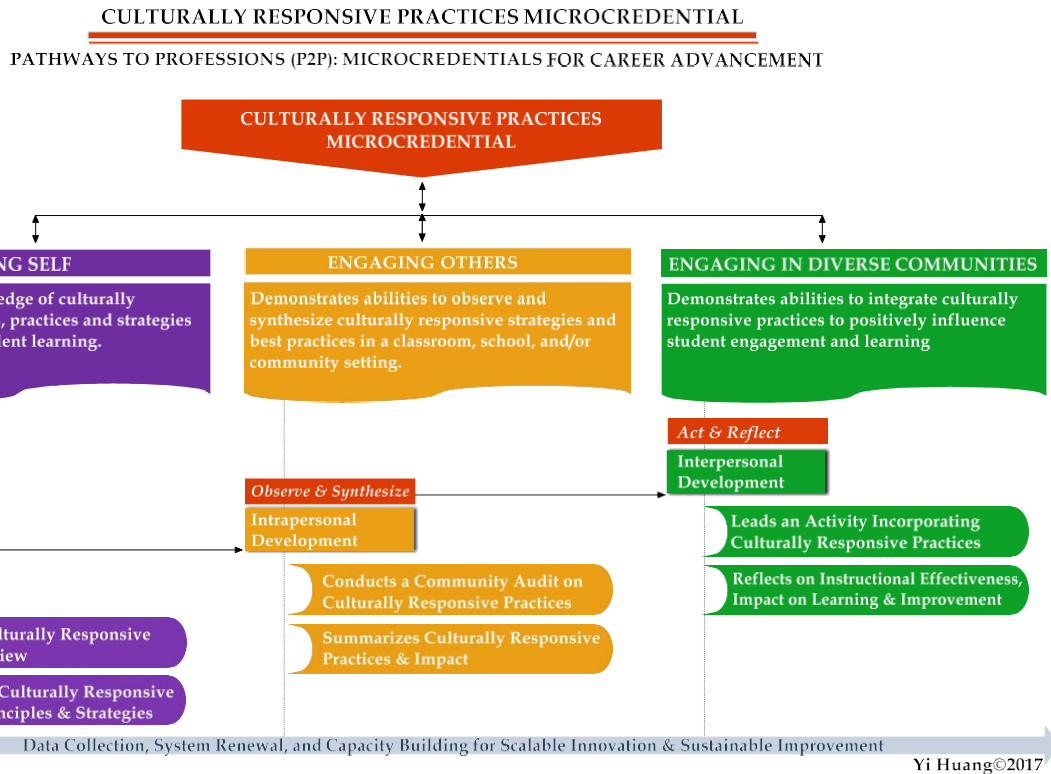 CULTURALLY RESPONSIVE PRACTICES MICROCREDENTIAL
PATHWAYS TO PROFESSIONS (P2P): MICROCREDENTIALS FOR CAREER ADVANCEMENT
CULTURALLY RESPONSIVE PRACTICES
MICROCREDENTIAL
NG SELF
edge of culturally
, practices and strategies
dent learning.
ENGAGING OTHERS
Demonstrates abilities to observe and
synthesize culturally responsive strategies and
best practices in a classroom, school, and/or
community setting.
ENGAGING IN DIVERSE COMMUNITIES
Demonstrates abilities to integrate culturally
responsive practices to positively influence
student engagement and learning
Act & Reflect
Interpersonal
Development
Leads an Activity Incorporating
Culturally Responsive Practices
Reflects on Instructional Effectiveness,
Impact on Learning & Improvement
Observe & Synthesize
Intrapersonal
Development
Conducts a Community Audit on
Culturally Responsive Practices
Summarizes Culturally Responsive
Practices & Impact
lturally Responsive
iew
Culturally Responsive
nciples & Strategies
Data Collection, System Renewal, and Capacity Building for Scalable Innovation & Sustainable Improvement
Yi Huang©2017